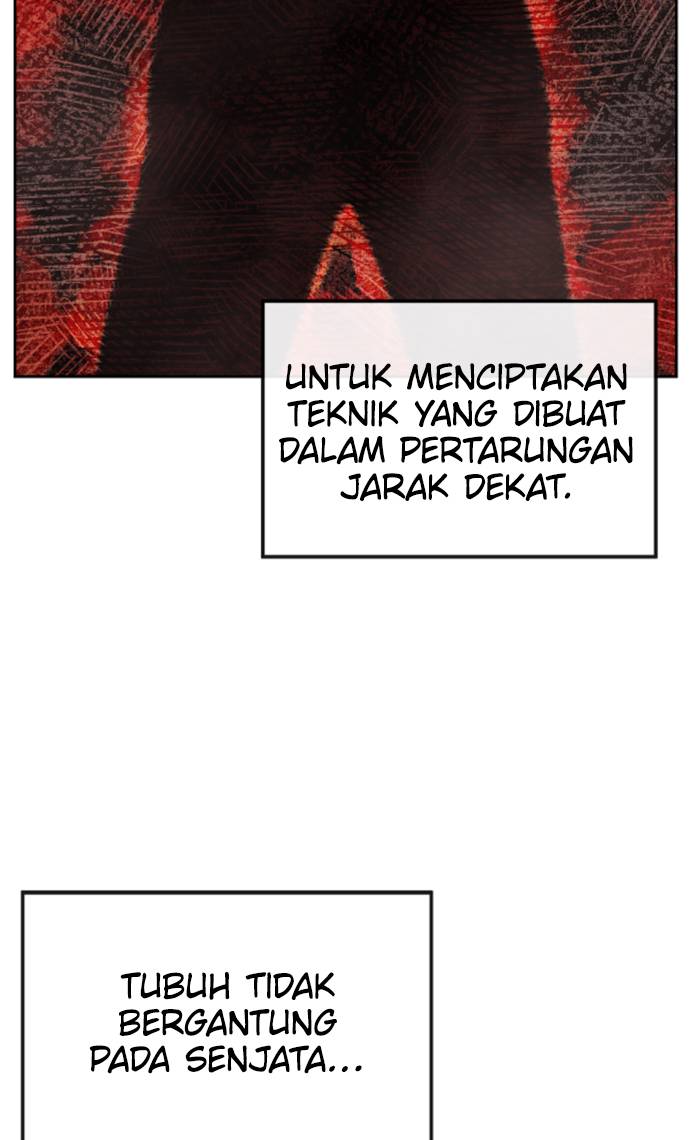 UNTUK MENCIPTAKAN
TEKNIK YANG DIBUAT
DALAM PERTARUNGAN
JARAK DEKAT.
TUBUH TIDAK
BERGANTUNG
PADA SENJATA...